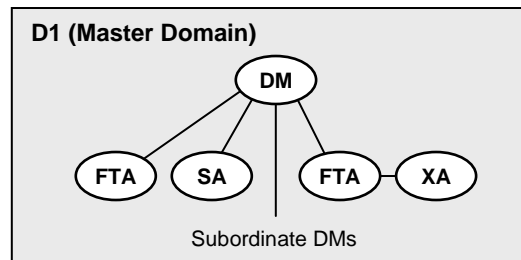 D1 (Master Domain)
DM
FTA SA FTA XA
Subordinate DMs